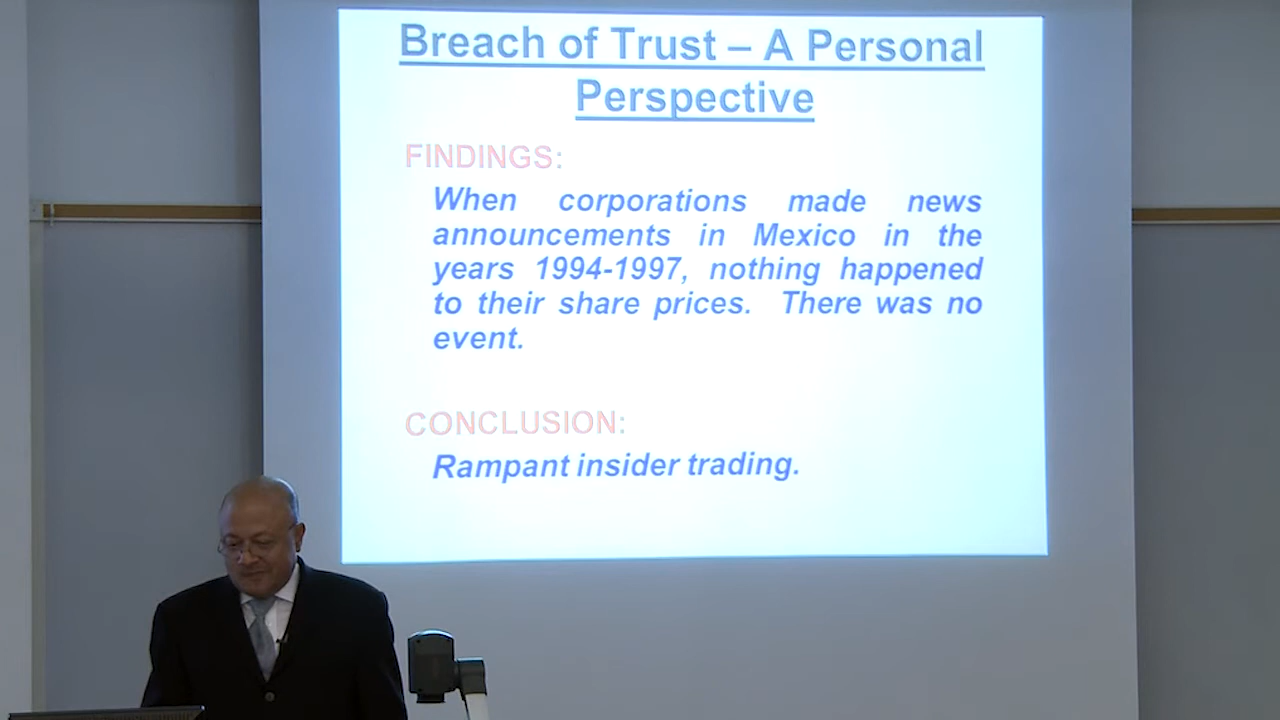 Breach of Trust – A Personal
Perspective
FINDINGS:
When corporations made news
announcements in Mexico in the
years 1994-1997, nothing happened
to their share prices. There was no
event.
CONCLUSION:
Rampant insider trading.